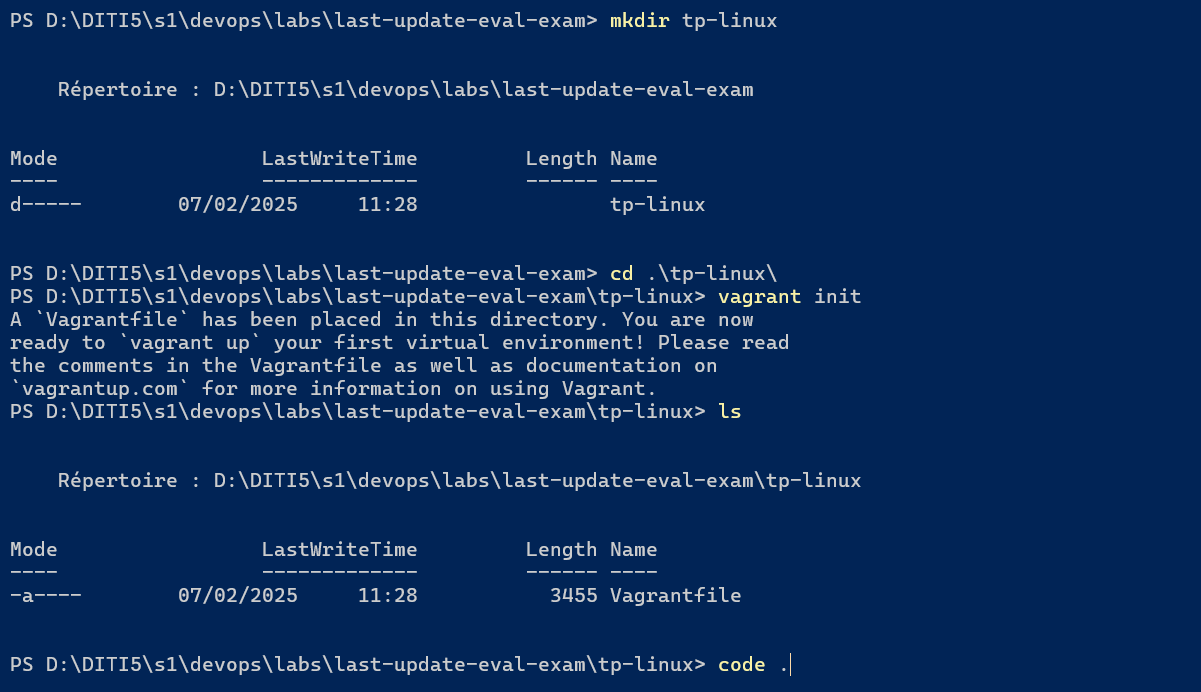 PS D:\DITI5\s1\devops\labs\last-update-eval-exam> mkdir tp-linux
Répertoire : D:\DITI5\s1\devops\labs\last-update-eval-exam
Mode                 LastWriteTime         Length Name
----                 -------------         ------ ----
d-----        07/02/2025     11:28                tp-linux
PS D:\DITI5\s1\devops\labs\last-update-eval-exam> cd .\tp-linux\
PS D:\DITI5\s1\devops\labs\last-update-eval-exam\tp-linux> vagrant init
A `Vagrantfile` has been placed in this directory. You are now
ready to `vagrant up` your first virtual environment! Please read
the comments in the Vagrantfile as well as documentation on
`vagrantup.com` for more information on using Vagrant.
PS D:\DITI5\s1\devops\labs\last-update-eval-exam\tp-linux> ls
Répertoire : D:\DITI5\s1\devops\labs\last-update-eval-exam\tp-linux
Mode                 LastWriteTime         Length Name
----                 -------------         ------ ----
-a----        07/02/2025     11:28           3455 Vagrantfile
PS D:\DITI5\s1\devops\labs\last-update-eval-exam\tp-linux> code .